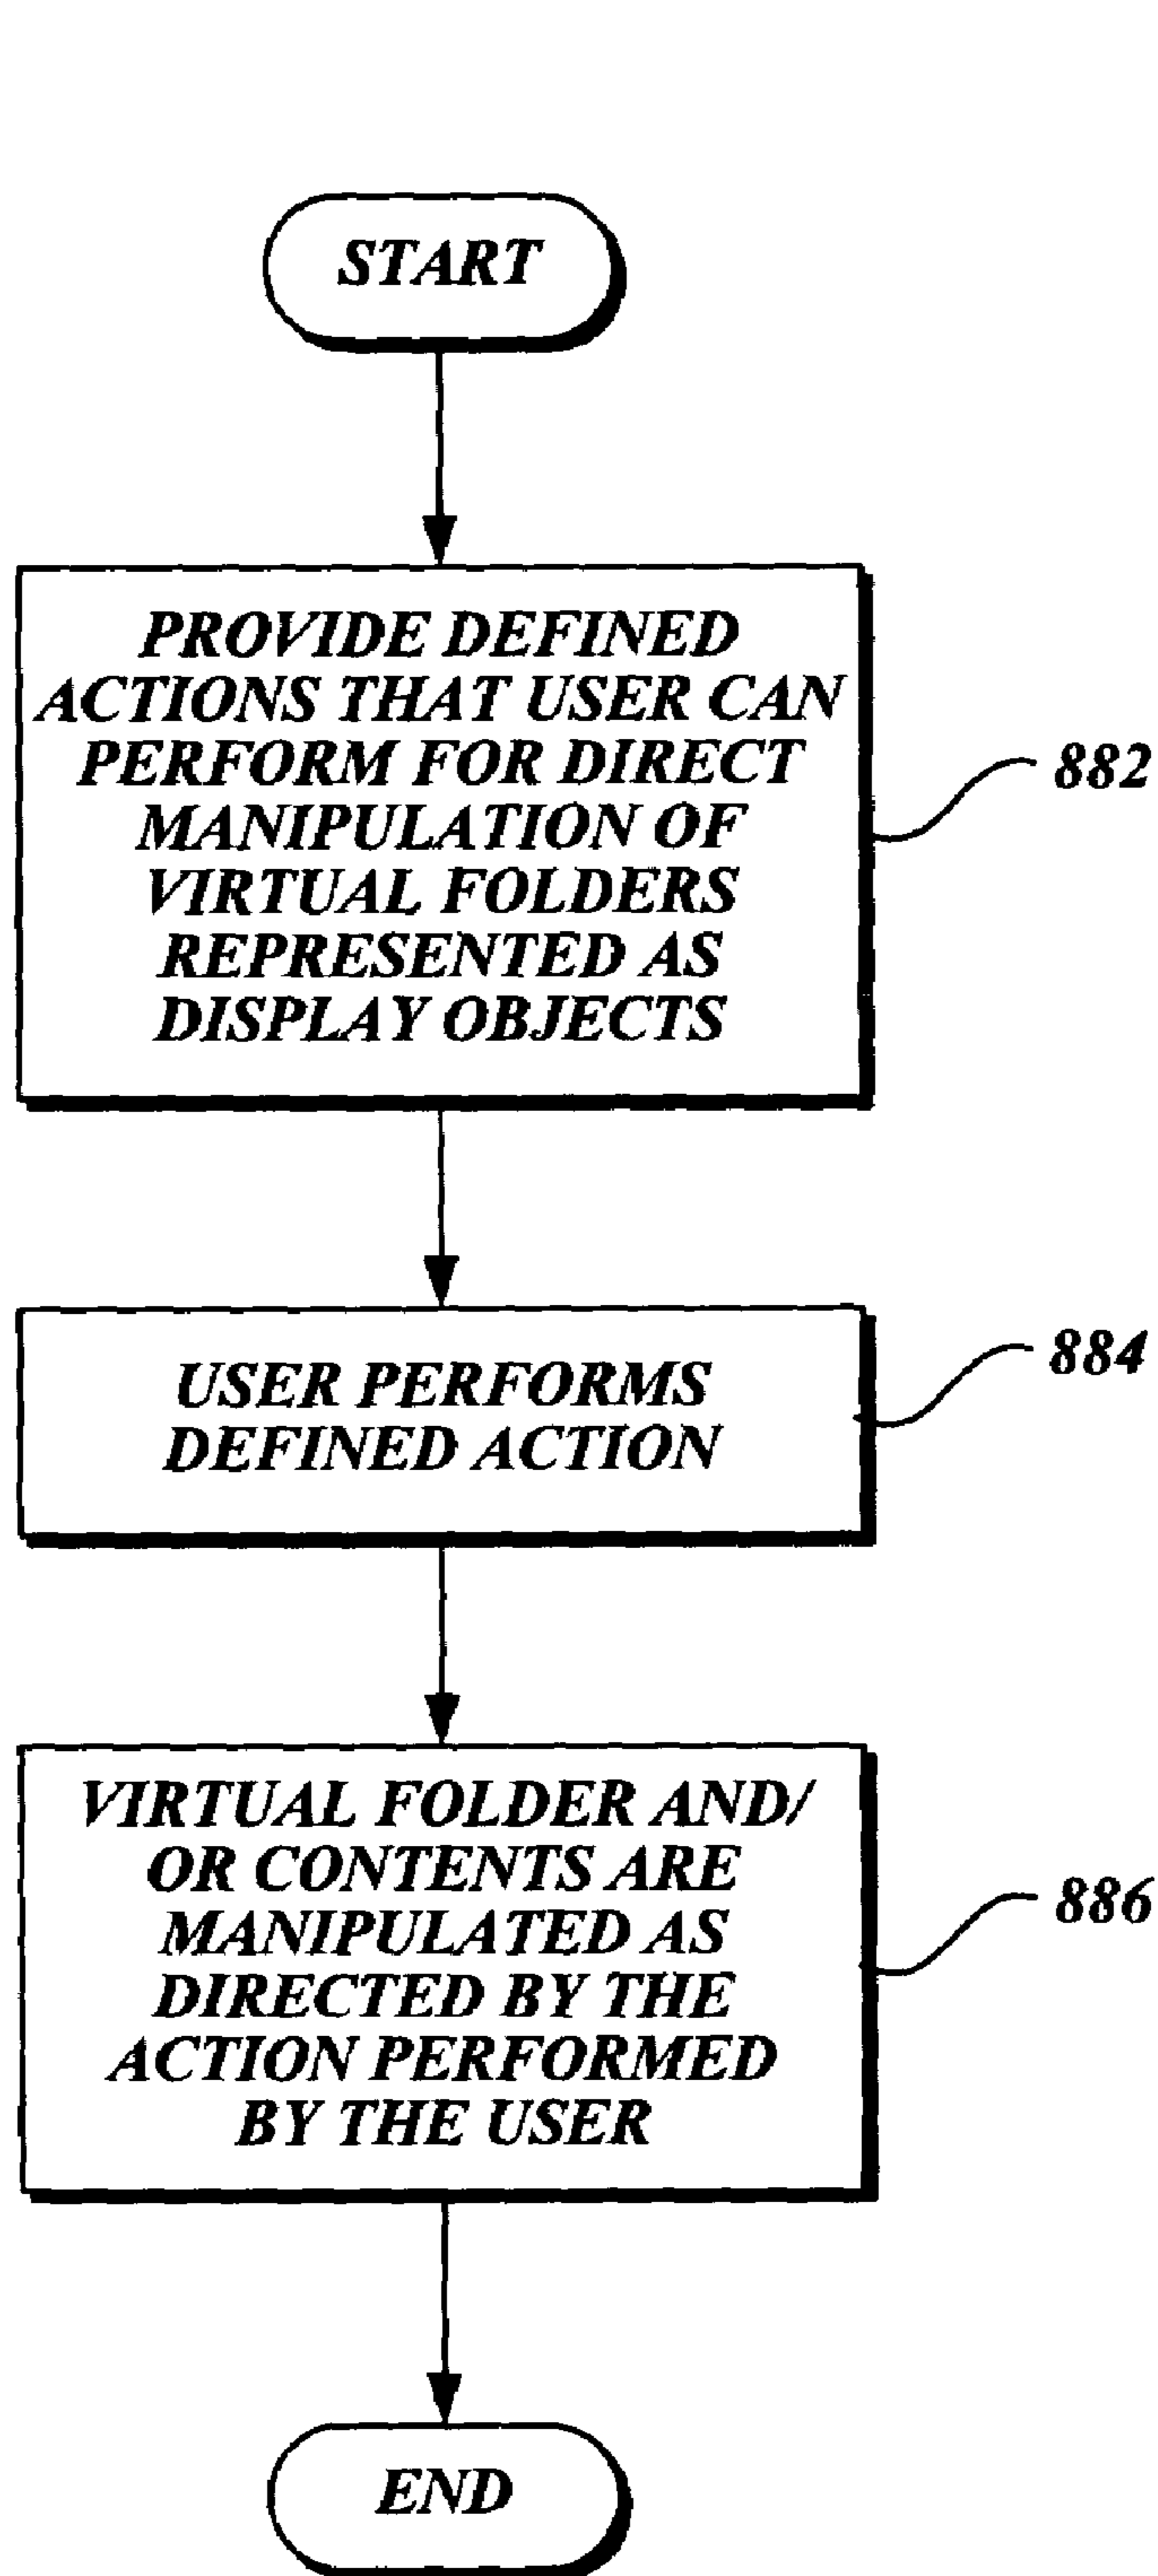 START
PROVIDE DEFINED
ACTIONS THAT USER CAN
PERFORM FOR DIRECT
MANIPULATION OF
VIRTUAL FOLDERS
REPRESENTED AS
DISPLAY OBJECTS
882
USER PERFORMS
DEFINED ACTION
884
VIRTUAL FOLDER AND/
OR CONTENTS ARE
MANIPULATED AS
DIRECTED BY THE
ACTION PERFORMED
BY THE USER
886
END